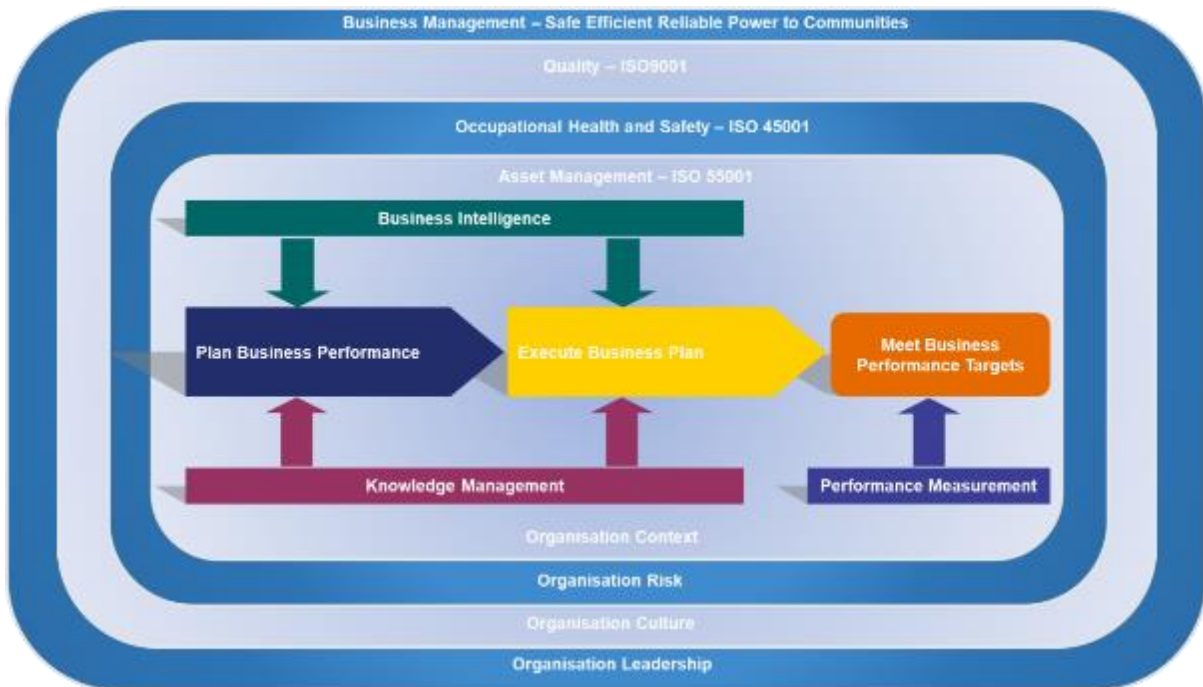 Business Management – Safe Efficient Reliable Power to Communities
Quality – ISO9001
Occupational Health and Safety – ISO 45001
Asset Management – ISO 55001
Business Intelligence
Plan Business Performance
Execute Business Plan
Meet Business
Performance Targets
Knowledge Management
Performance Measurement
Organisation Context
Organisation Risk
Organisation Culture
Organisation Leadership